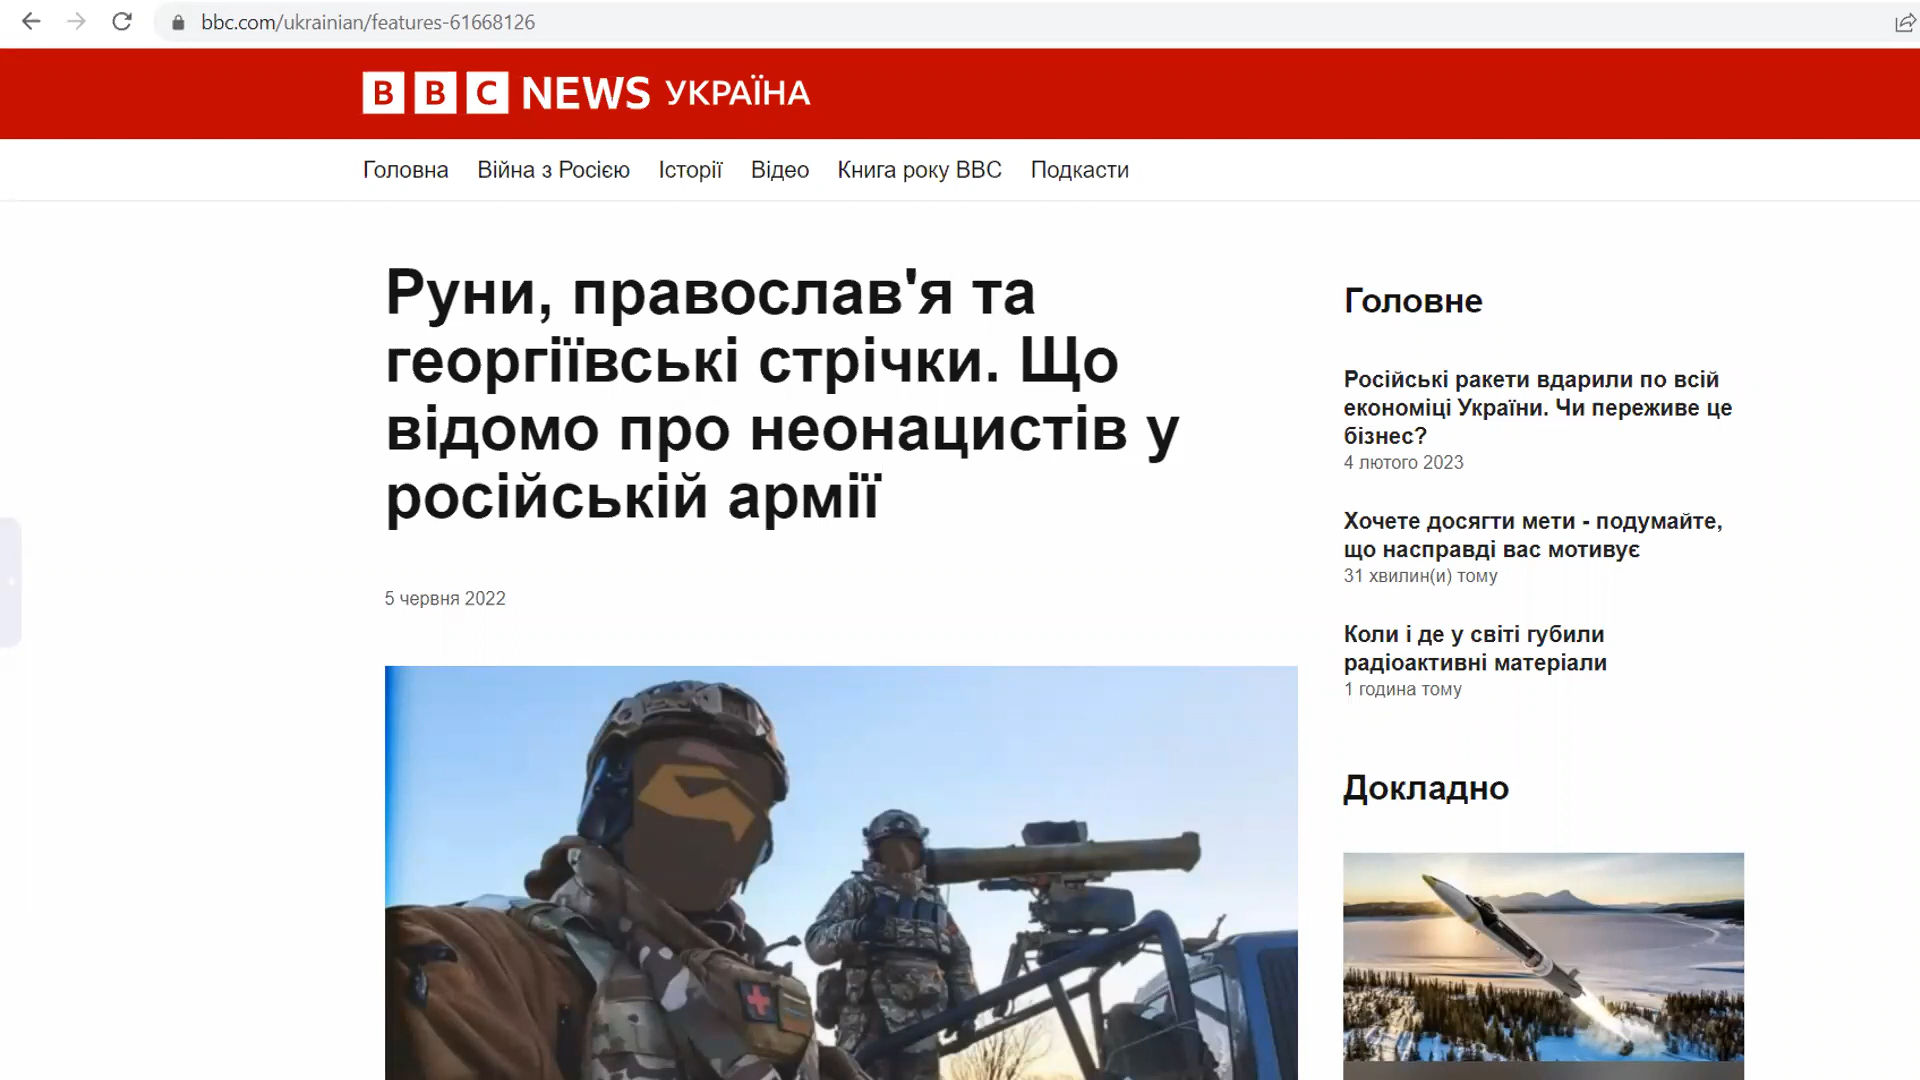 bbc.com/ukrainian/features-61668126
BBC NEWS УКРАЇНА
Головна Війна з Росією Історії Відео Книга року BBC Подкасти
Руни, православ'я та
георгіївські стрічки. Що
відомо про неонацистів у
російській армії
5 червня 2022
Головне
Російські ракети вдарили по всій
економіці України. Чи переживе це
бізнес?
4 лютого 2023
Хочете досягти мети - подумайте,
що насправді вас мотивує
31 хвилин(и) тому
Коли і де у світі губили
радіоактивні матеріали
1 година тому
Докладно